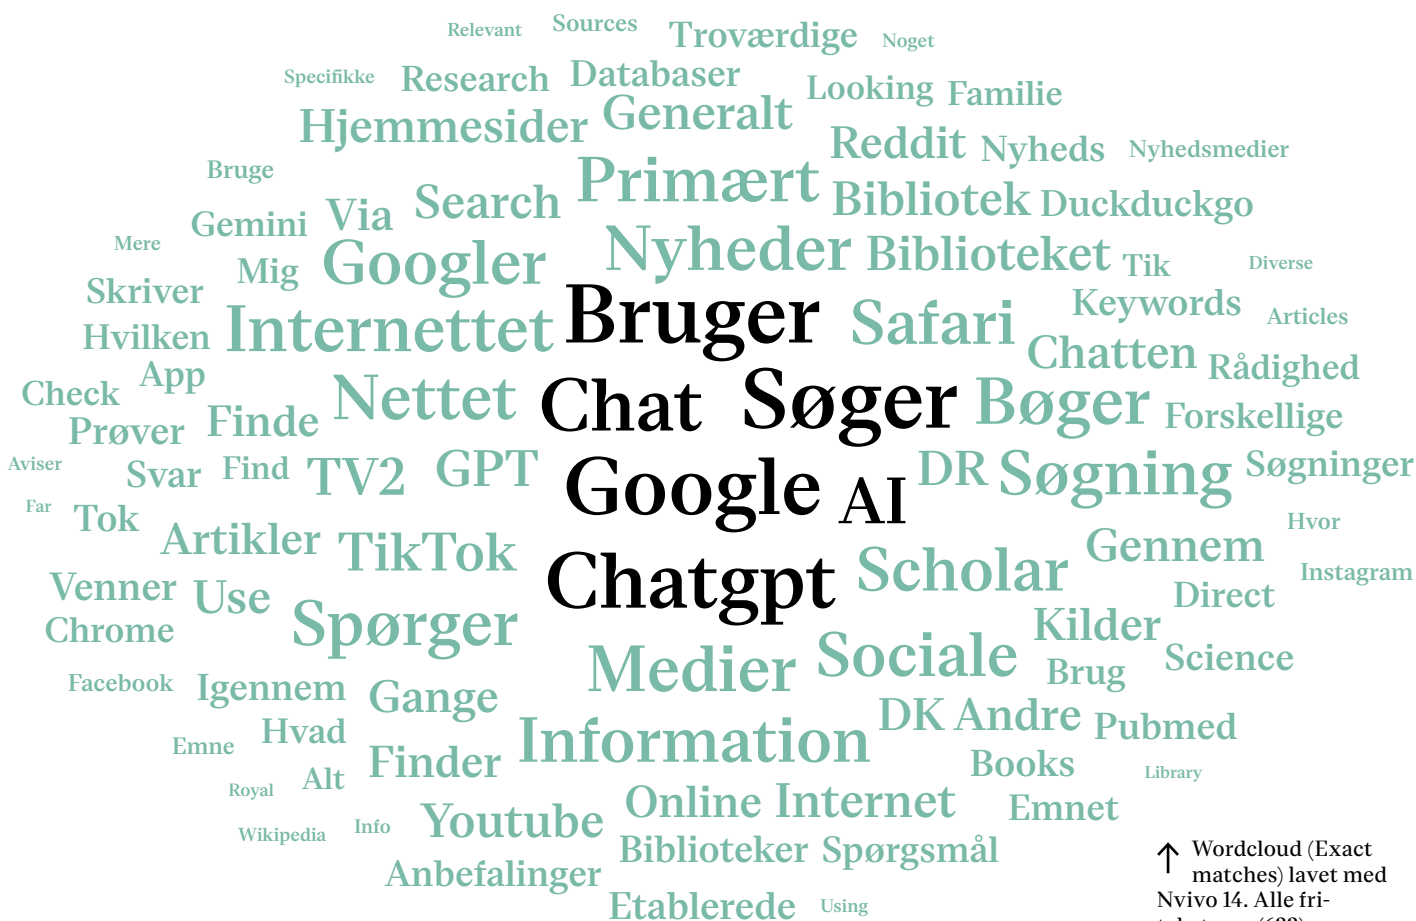 Relevant Sources Troværdige Noget
Specifikke Research Databaser Looking Familie
Hjemmesider Generalt Reddit Nyheds Nyhedsmedier
Bruge Primært
Gemini Via Search Bibliotek Duckduckgo
Mere Mig Googler Nyheder Biblioteket Tik Diverse
Skriver Internettet Bruger Safari Keywords Articles
Hvilken Chatten Rådighed
Check App Nettet Chat Søger Bøger Forskellige
Prøver Finde
Aviser Svar Find TV2 GPT Google DR Søgning Søgninger
Far Tok AI Hvor
Artikler TikTok Gennem
Venner Use Chatgpt Scholar Direct Instagram
Chrome Spørger Kilder
Facebook Igennem Gange Medier Sociale Brug Science
Emne Hvad Information DK Andre Pubmed
Royal Alt Finder Books Library
Wikipedia Info Youtube Online Internet Emnet
Anbefalinger Biblioteker Spørgsmål
Etablerede Using
↑ Wordcloud (Exact
matches) lavet med
Nvivo 14. Alle fri-